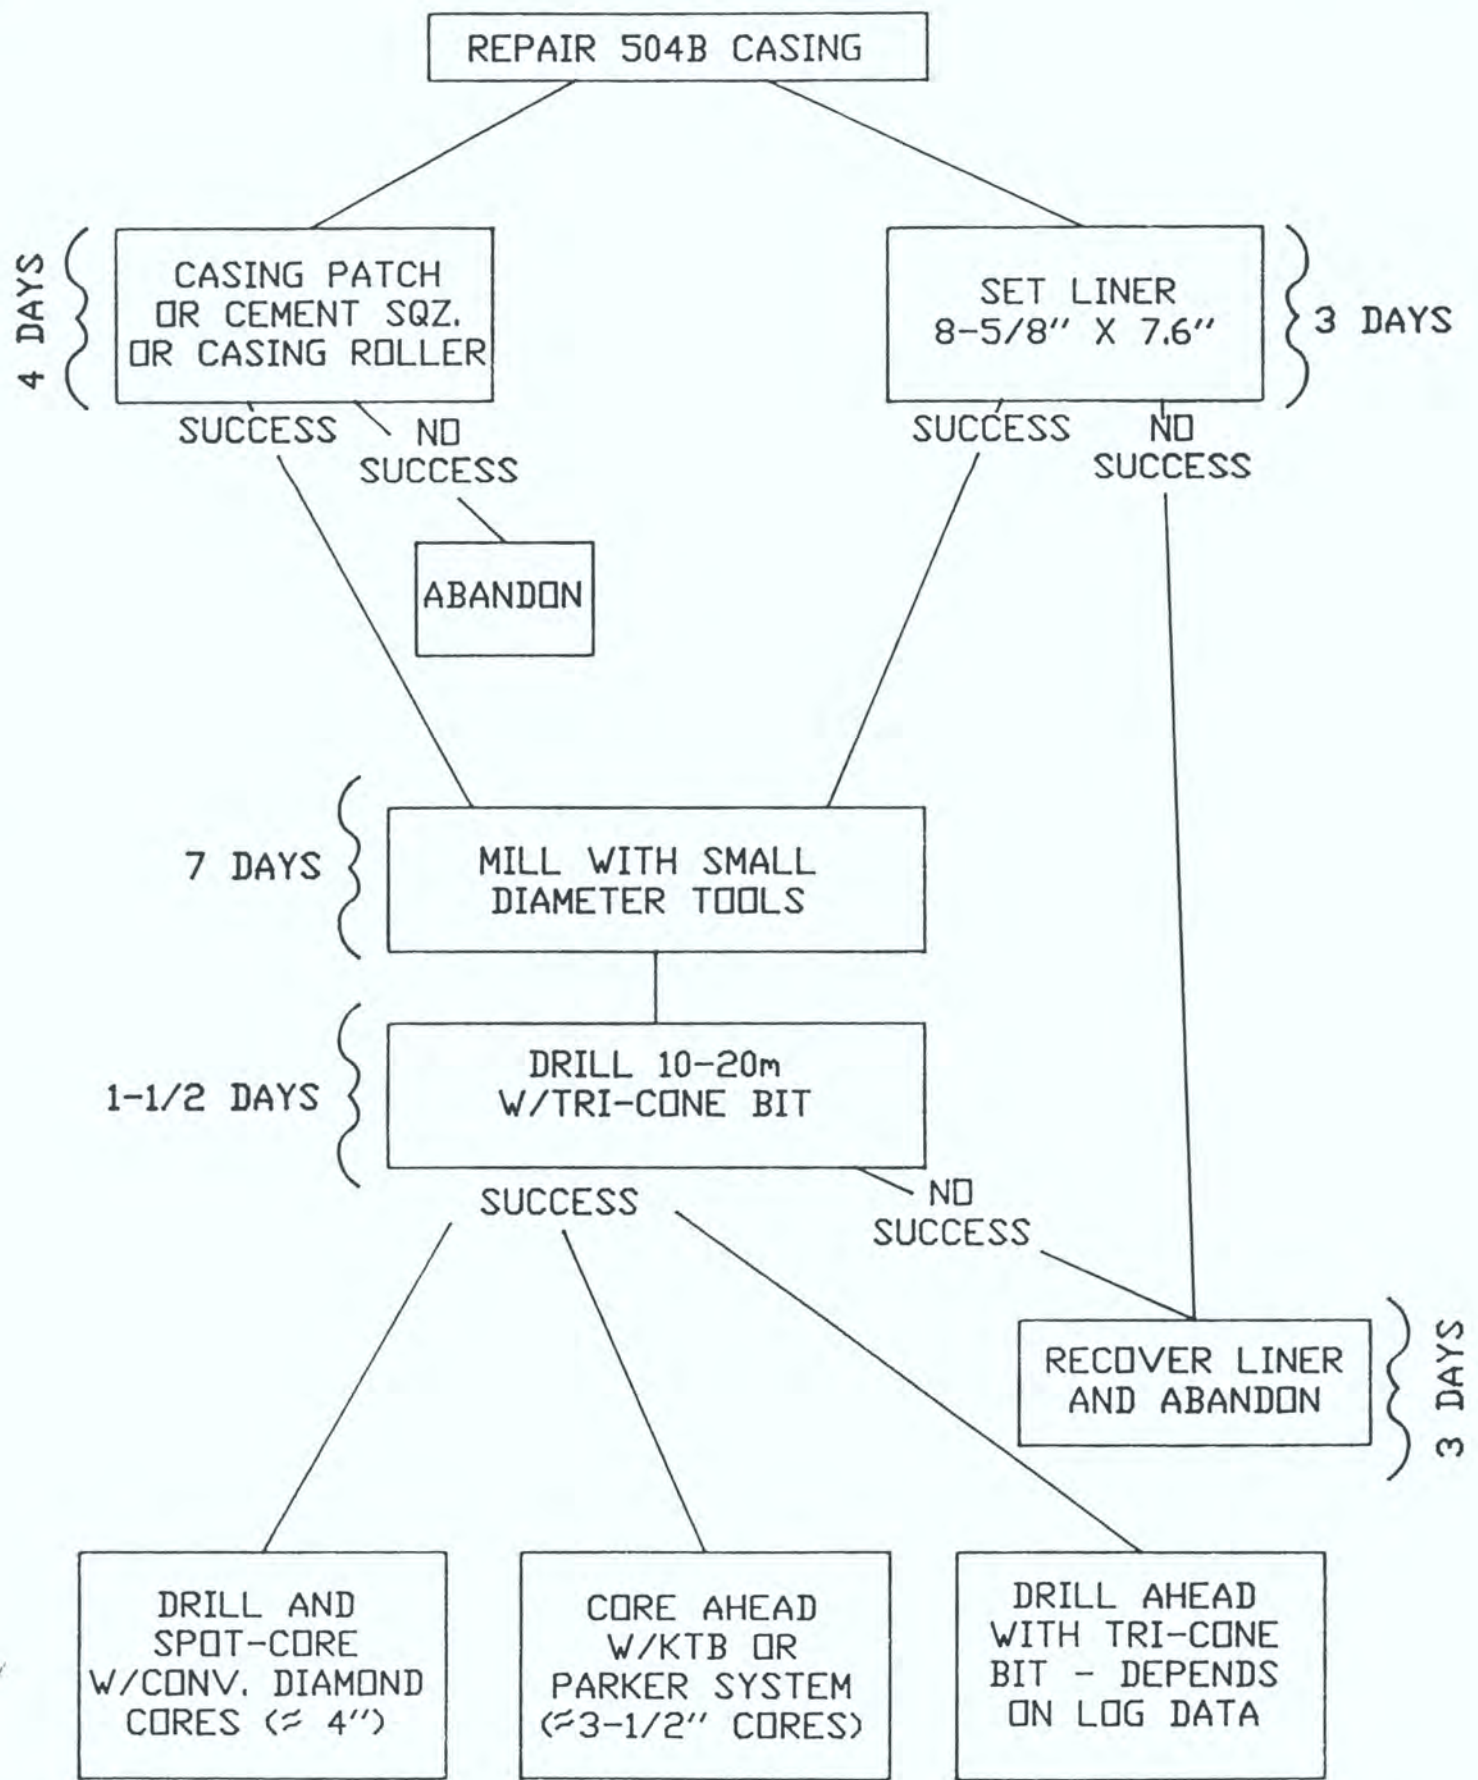 REPAIR 504B CASING
4 DAYS
CASING PATCH
OR CEMENT SQZ.
OR CASING ROLLER
SET LINER
8-5/8" X 7.6"
3 DAYS
SUCCESS
NO
SUCCESS
SUCCESS
NO
SUCCESS
ABANDON
7 DAYS
MILL WITH SMALL
DIAMETER TOOLS
1-1/2 DAYS
DRILL 10-20m
W/TRI-CONE BIT
SUCCESS
NO
SUCCESS
RECOVER LINER
AND ABANDON
3 DAYS
DRILL AND
SPOT-CORE
W/CONV. DIAMOND
CORES (≈ 4")
CORE AHEAD
W/KTB OR
PARKER SYSTEM
(≈3-1/2" CORES)
DRILL AHEAD
WITH TRI-CONE
BIT - DEPENDS
ON LOG DATA